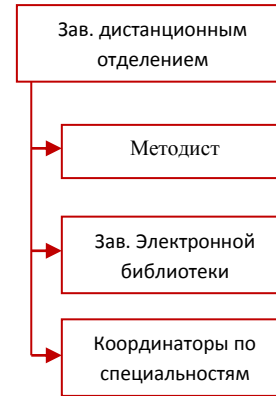 Зав. дистанционным
отделением
Методист
Зав. Электронной
библиотеки
Координаторы по
специальностям